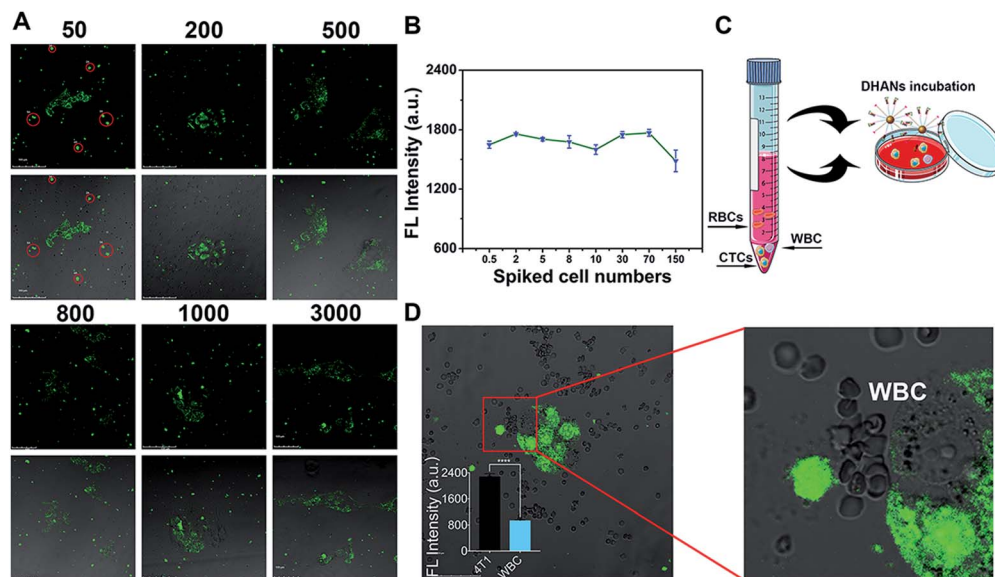 A
50
200
500
800
1000
3000
B
2400
1800
1200
600
FL Intensity (a.u.)
0.5 2 5 8 10 30 70 150
Spiked cell numbers
C
DHANs incubation
RBCs
WBC
CTCs
D
2400
1600
800
0
FL Intensity (a.u.)
****
4T1
WBC
WBC